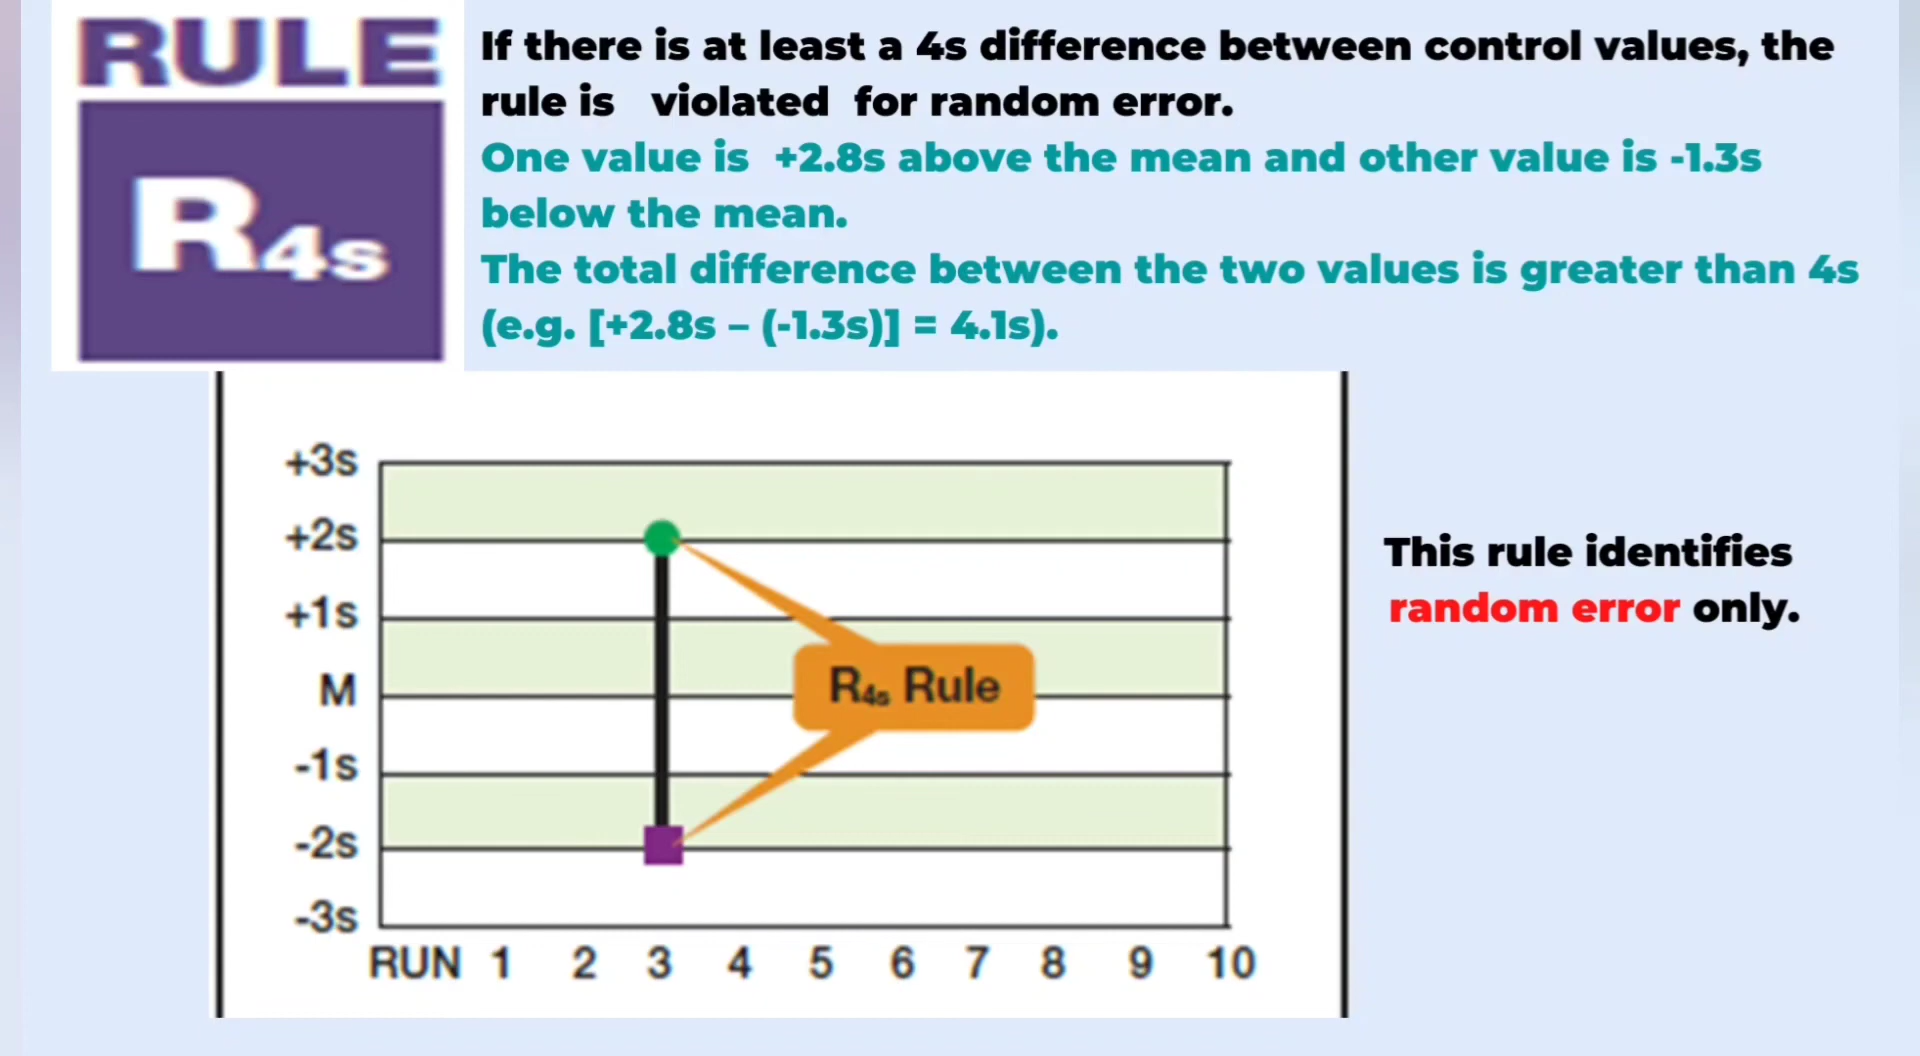 RULE
R4s
If there is at least a 4s difference between control values, the
rule is violated for random error.
One value is +2.8s above the mean and other value is -1.3s
below the mean.
The total difference between the two values is greater than 4s
(e.g. [+2.8s – (-1.3s)] = 4.1s).
+3s
+2s
+1s
M
-1s
-2s
-3s
R4s Rule
RUN 1 2 3 4 5 6 7 8 9 10
This rule identifies
random error only.